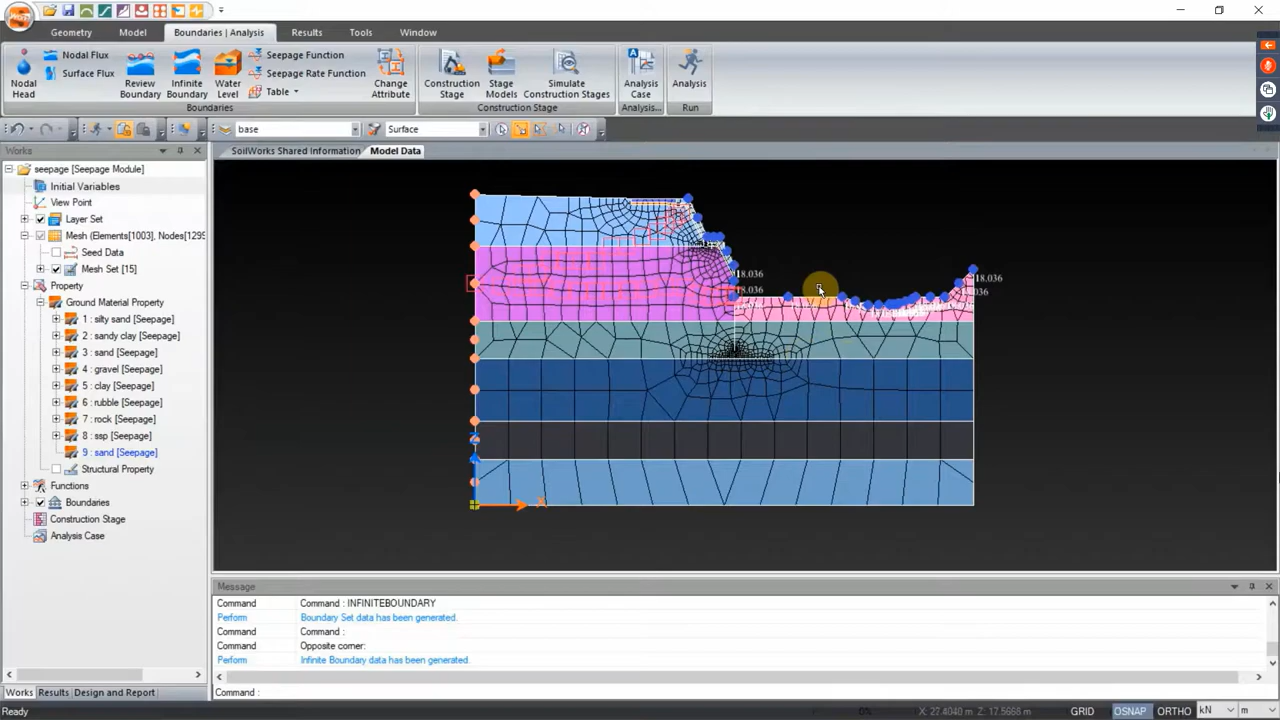 Geometry Model Boundaries | Analysis Results Tools Window
Nodal Head
Nodal Flux
Surface Flux
Review Boundary
Infinite Boundary
Water Level
Seepage Function
Seepage Rate Function
Table
Change Attribute
Construction Stage
Stage Models
Simulate Construction Stages
Analysis Case
Analysis
Boundaries Construction Stage Analysis... Run
base Surface
Works
SoilWorks Shared Information Model Data
seepage [Seepage Module]
Initial Variables
View Point
Layer Set
Mesh (Elements[1003], Nodes[1299
Seed Data
Mesh Set [15]
Property
Ground Material Property
1 : silty sand [Seepage]
2 : sandy clay [Seepage]
3 : sand [Seepage]
4 : gravel [Seepage]
5 : clay [Seepage]
6 : rubble [Seepage]
7 : rock [Seepage]
8 : ssp [Seepage]
9 : sand [Seepage]
Structural Property
Functions
Boundaries
Construction Stage
Analysis Case
18.036
18.036
18.036
X
Message
Command Command : INFINITEBOUNDARY
Perform Boundary Set data has been generated.
Command Command :
Command Opposite corner:
Perform Infinite Boundary data has been generated.
Works Results Design and Report
Command :
Ready 0% X: 27.4040 m Z: 17.5668 m GRID OSNAP ORTHO kN m